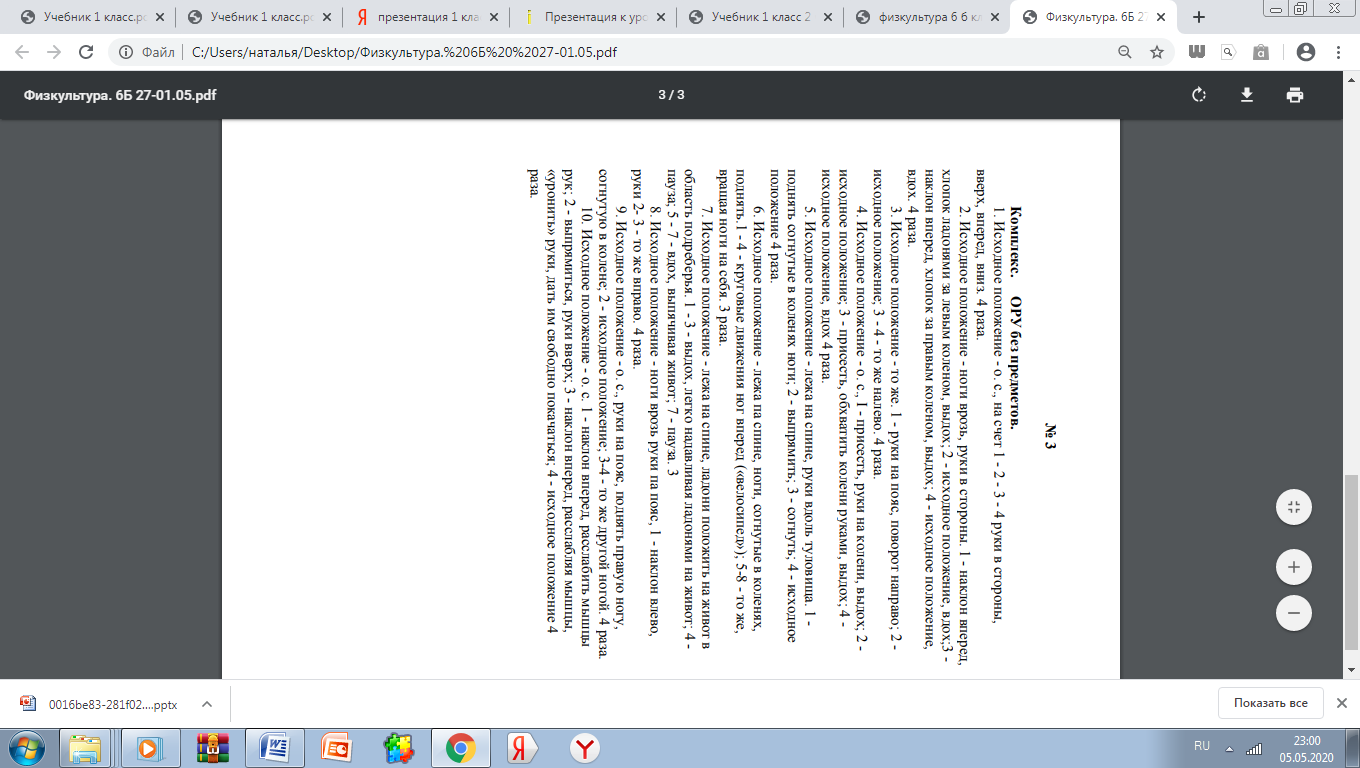 Учебник 1 класс.рс
Учебник 1 класс.рс
презентация 1 кла
Презентация к уро
Учебник 1 класс 2
физкультура 6 б кл
Физкультура. 6Б 27
Файл
C:/Users/наталья/Desktop/Физкультура.%206Б%20%2027-01.05.pdf
Физкультура. 6Б 27-01.05.pdf
3 / 3
№ 3
Комплекс. ОРУ без предметов.
1. Исходное положение - о. с., на счет 1 - 2 - 3 - 4 руки в стороны,
вверх, вперед, вниз. 4 раза.
2. Исходное положение - ноги врозь, руки в стороны. 1 - наклон вперед,
хлопок ладонями за левым коленом, выдох; 2 - исходное положение, вдох;3 -
наклон вперед, хлопок за правым коленом, выдох; 4 - исходное положение,
вдох. 4 раза.
3. Исходное положение - то же. 1 - руки на пояс, поворот направо; 2 -
исходное положение; 3 - 4 - то же налево. 4 раза.
4. Исходное положение - о. с., I - присесть, руки на колени, выдох; 2 -
исходное положение; 3 - присесть, обхватить колени руками, выдох; 4 -
исходное положение, вдох 4 раза.
5. Исходное положение - лежа на спине, руки вдоль туловища. 1 -
поднять согнутые в коленях ноги; 2 - выпрямить; 3 - согнуть; 4 - исходное
положение 4 раза.
6. Исходное положение - лежа па спине, ноги, согнутые в коленях,
поднять.1 - 4 - круговые движения ног вперед («велосипед»); 5-8 - то же,
вращая ноги на себя. 3 раза.
7. Исходное положение - лежа на спине, ладони положить на живот в
область подреберья. 1 - 3 - выдох, легко надавливая ладонями на живот; 4 -
пауза; 5 - 7 - вдох, выпячивая живот; 7 - пауза. 3
8. Исходное положение - ноги врозь руки па пояс, 1 - наклон влево,
руки 2- 3 - то же вправо. 4 раза.
9. Исходное положение - о. с., руки на пояс, поднять правую ногу,
согнутую в колене; 2 - исходное положение; 3-4 - то же другой ногой. 4 раза.
10. Исходное положение - о. с. 1 - наклон вперед, расслабить мышцы
рук; 2 - выпрямиться, руки вверх; 3 - наклон вперед, расслабляя мышцы,
«уронить» руки, дать им свободно покачаться; 4 - исходное положение 4
раза.
0016be83-281f02....pptx
Показать все
RU
23:00
05.05.2020